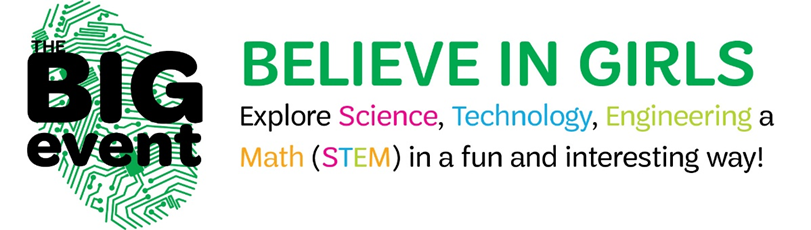 THE
BIG
event
BELIEVE IN GIRLS
Explore Science, Technology, Engineering a
Math (STEM) in a fun and interesting way!